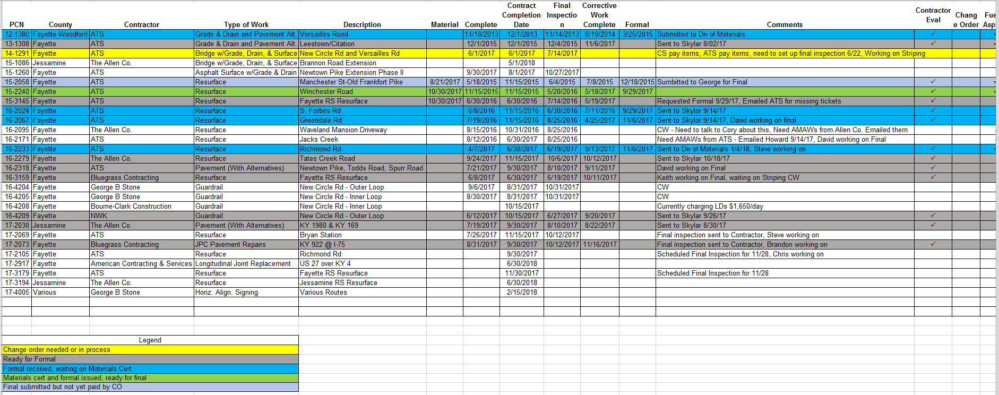 PCN County Contractor Type of Work Description Material Complete Contract Completion Date Final Inspectio n Corrective Work Complete Formal Comments Contractor Eval Chang e Order Fue Asp
12-1380 Fayette-Woodford ATS Grade & Drain and Pavement Alt. Versailles Road 11/18/2013 12/1/2013 11/14/2013 8/19/2014 3/25/2015 Submitted to Div of Materials ✓
13-1308 Fayette ATS Grade & Drain and Pavement Alt. Leestown/Citation 12/1/2015 12/1/2015 12/4/2015 11/6/2017 Sent to Skylar 8/02/17 ✓
14-1291 Fayette ATS Bridge w/Grade, Drain, & Surface New Circle Rd and Versailles Rd 6/1/2017 6/1/2017 7/14/2017 CS pay items, ATS pay items, need to set up final inspection 6/22, Working on Striping
15-1086 Jessamine The Allen Co. Bridge w/Grade, Drain, & Surface Brannon Road Extension 5/1/2018
15-1260 Fayette ATS Asphalt Surface w/Grade & Drain Newtown Pike Extension Phase II 9/30/2017 8/1/2017 10/27/2017
15-2058 Fayette ATS Resurface Manchester St-Old Frankfort Pike 8/21/2017 5/18/2015 11/15/2015 6/4/2015 7/8/2015 12/18/2015 Sumbitted to George for Final ✓
15-2240 Fayette ATS Resurface Winchester Road 10/30/2017 11/15/2015 11/15/2015 5/20/2016 5/18/2017 9/29/2017 ✓
15-3145 Fayette ATS Resurface Fayette RS Resurface 10/30/2017 6/30/2016 6/30/2016 7/14/2016 5/19/2017 Requested Formal 9/29/17, Emailed ATS for missing tickets ✓
16-2024 Fayette ATS Resurface S. Forbes Rd 6/8/2016 11/15/2016 6/30/2016 7/11/2016 9/29/2017 Sent to Skylar 9/14/17 ✓
16-2067 Fayette ATS Resurface Greendale Rd 7/19/2016 11/15/2016 8/25/2016 4/25/2017 11/6/2017 Sent to Skylar 9/14/17, David working on final ✓
16-2095 Fayette The Allen Co. Resurface Waveland Mansion Driveway 8/15/2016 10/31/2016 8/25/2016 CW - Need to talk to Cory about this, Need AMAWs from Allen Co. Emailed them
16-2171 Fayette ATS Resurface Jacks Creek 8/12/2016 6/30/2017 8/25/2016 Need AMAWs from ATS - Emailed Howard 9/14/17, David working on Final
16-2233 Fayette ATS Resurface Richmond Rd 4/7/2017 6/30/2017 6/19/2017 9/13/2017 11/6/2017 Sent to Div of Materials 1/4/18, Steve working on ✓
16-2279 Fayette The Allen Co. Resurface Tates Creek Road 9/24/2017 11/15/2017 10/6/2017 10/12/2017 Sent to Skylar 10/18/17 ✓
16-2318 Fayette ATS Pavement (With Alternatives) Newtown Pike, Todds Road, Spurr Road 7/21/2017 9/30/2017 8/10/2017 9/11/2017 David working on Final ✓
16-3159 Fayette Bluegrass Contracting Resurface Fayette RS Resurface 6/8/2017 6/30/2017 6/19/2017 10/11/2017 Keith working on Final, waiting on Striping CW ✓
16-4204 Fayette George B Stone Guardrail New Circle Rd - Outer Loop 9/6/2017 8/31/2017 10/31/2017 CW
16-4205 Fayette George B Stone Guardrail New Circle Rd - Inner Loop 8/30/2017 8/31/2017 10/31/2017 CW
16-4208 Fayette Bourne-Clark Construction Guardrail New Circle Rd - Inner Loop 10/15/2017 Currently charging LDs $1,650/day
16-4209 Fayette NWK Guardrail New Circle Rd - Outer Loop 6/12/2017 10/15/2017 6/27/2017 9/20/2017 Sent to Skylar 9/26/17 ✓
17-2030 Jessamine The Allen Co. Pavement (With Alternatives) KY 1980 & KY 169 7/19/2017 9/30/2017 8/10/2017 8/22/2017 Sent to Skylar 8/30/17 ✓
17-2069 Fayette ATS Resurface Bryan Station 7/26/2017 11/15/2017 10/12/2017 Final inspection sent to Contractor, Steve working on
17-2073 Fayette Bluegrass Contracting JPC Pavement Repairs KY 922 @ I-75 8/31/2017 9/30/2017 10/12/2017 11/16/2017 Final inspection sent to Contractor, Brandon working on ✓
17-2105 Fayette ATS Resurface Richmond Rd 9/30/2017 Scheduled Final Inspection for 11/28, Chris working on
17-2917 Fayette American Contracting & Services Longitudinal Joint Replacement US 27 over KY 4 6/30/2018
17-3179 Fayette ATS Resurface Fayette RS Resurface 11/30/2017 Scheduled Final Inspection for 11/28
17-3194 Jessamine The Allen Co. Resurface Jessamine RS Resurface 6/30/2018
17-4005 Various George B Stone Horiz. Align. Signing Various Routes 2/15/2018
Legend
Change order needed or in process
Ready for Formal
Formal received, waiting on Materials Cert
Materials cert and formal issued, ready for final
Final submitted but not yet paid by CO